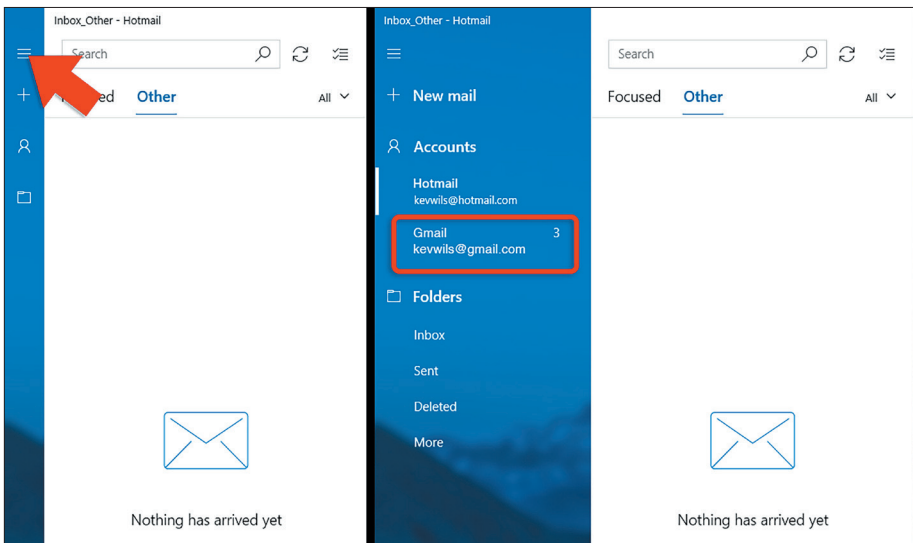 Inbox_Other - Hotmail
Search
Other
All
Nothing has arrived yet
Inbox_Other - Hotmail
New mail
Accounts
Hotmail
kevwils@hotmail.com
Gmail 3
kevwils@gmail.com
Folders
Inbox
Sent
Deleted
More
Search
Focused Other
All
Nothing has arrived yet